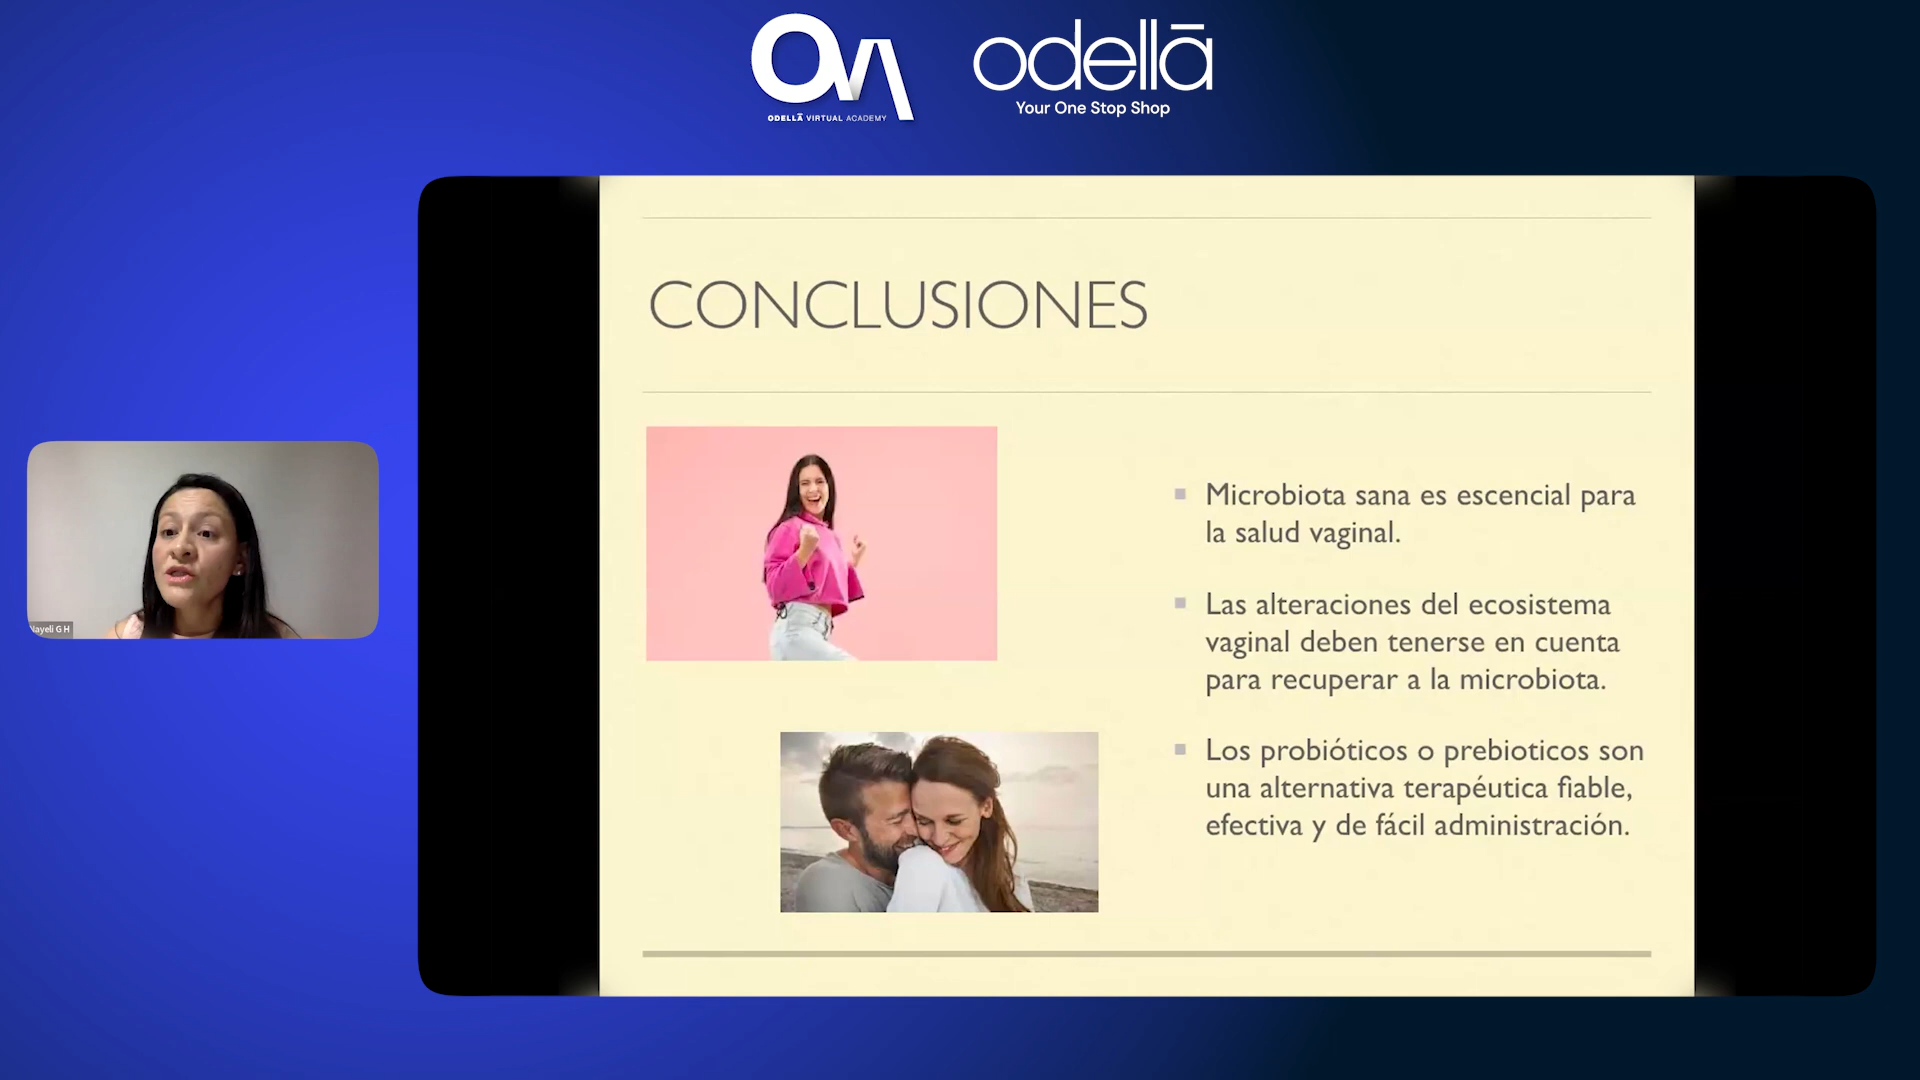 OVA
ODELLĀ VIRTUAL ACADEMY
odellā
Your One Stop Shop
CONCLUSIONES
Microbiota sana es escencial para
la salud vaginal.
Las alteraciones del ecosistema
vaginal deben tenerse en cuenta
para recuperar a la microbiota.
Los probióticos o prebioticos son
una alternativa terapéutica fiable,
efectiva y de fácil administración.
Nayeli G H